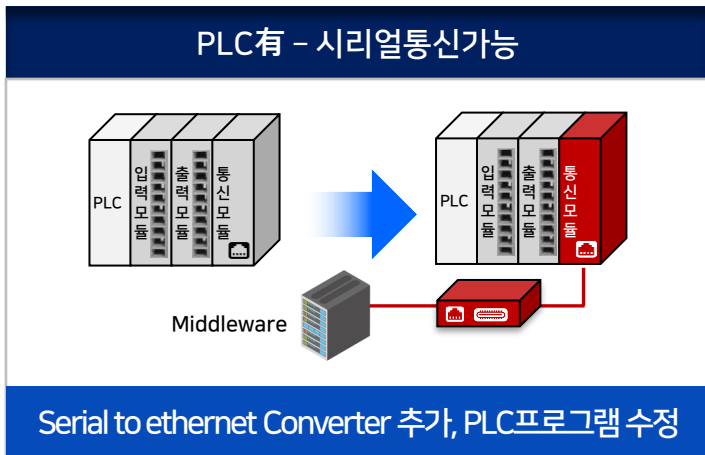 PLC有 – 시리얼통신가능
PLC
입력모듈
출력모듈
통신모듈
PLC
입력모듈
출력모듈
통신모듈
Middleware
Serial to ethernet Converter 추가, PLC프로그램 수정